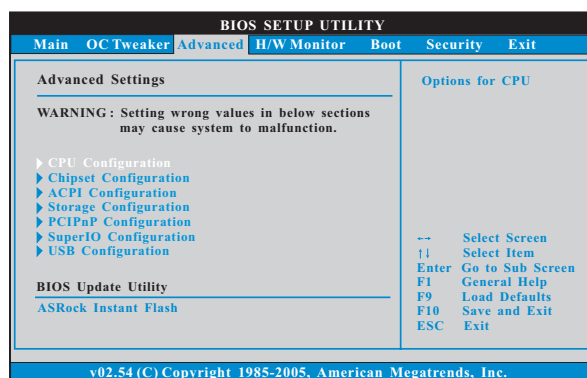 BIOS SETUP UTILITY
Main OC Tweaker Advanced H/W Monitor Boot Security Exit
Advanced Settings
WARNING : Setting wrong values in below sections
may cause system to malfunction.
CPU Configuration
Chipset Configuration
ACPI Configuration
Storage Configuration
PCIPnP Configuration
SuperIO Configuration
USB Configuration
BIOS Update Utility
ASRock Instant Flash
Options for CPU
←→ Select Screen
↑↓ Select Item
Enter Go to Sub Screen
F1 General Help
F9 Load Defaults
F10 Save and Exit
ESC Exit
v02.54 (C) Copyright 1985-2005, American Megatrends, Inc.